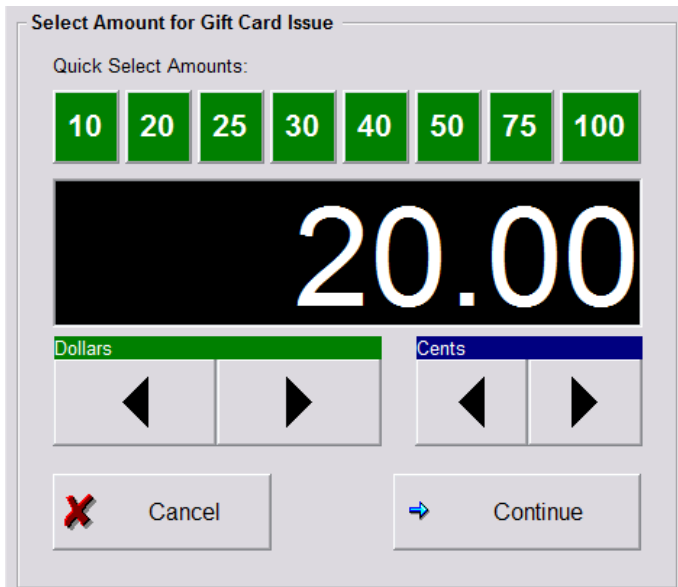 Select Amount for Gift Card Issue
Quick Select Amounts:
10 20 25 30 40 50 75 100
20.00
Dollars Cents
Cancel Continue